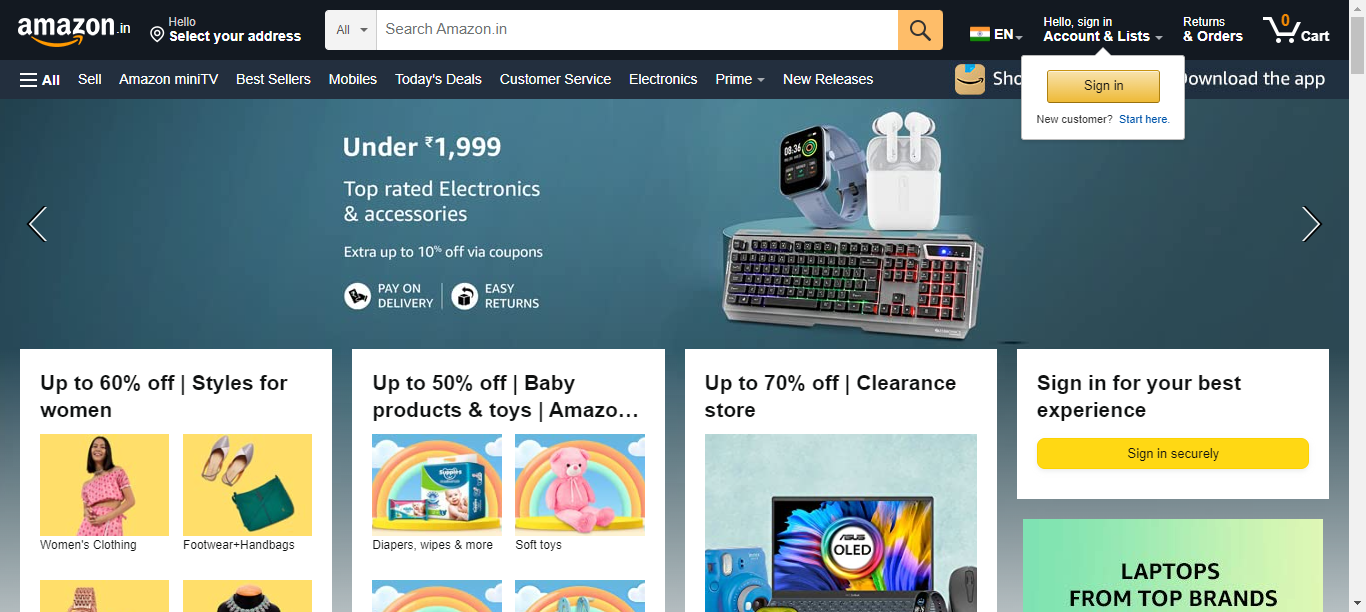 amazon.in
Hello
Select your address
All
Search Amazon.in
EN
Hello, sign in
Account & Lists
Returns
& Orders
0
Cart
All
Sell
Amazon miniTV
Best Sellers
Mobiles
Today's Deals
Customer Service
Electronics
Prime
New Releases
Sho
Download the app
Sign in
New customer? Start here.
Under ₹1,999
Top rated Electronics
& accessories
Extra up to 10% off via coupons
PAY ON
DELIVERY
EASY
RETURNS
08:36
Up to 60% off | Styles for
women
Women's Clothing
Footwear+Handbags
Up to 50% off | Baby
products & toys | Amazo…
Diapers, wipes & more
Soft toys
Up to 70% off | Clearance
store
ASUS
OLED
Sign in for your best
experience
Sign in securely
LAPTOPS
FROM TOP BRANDS